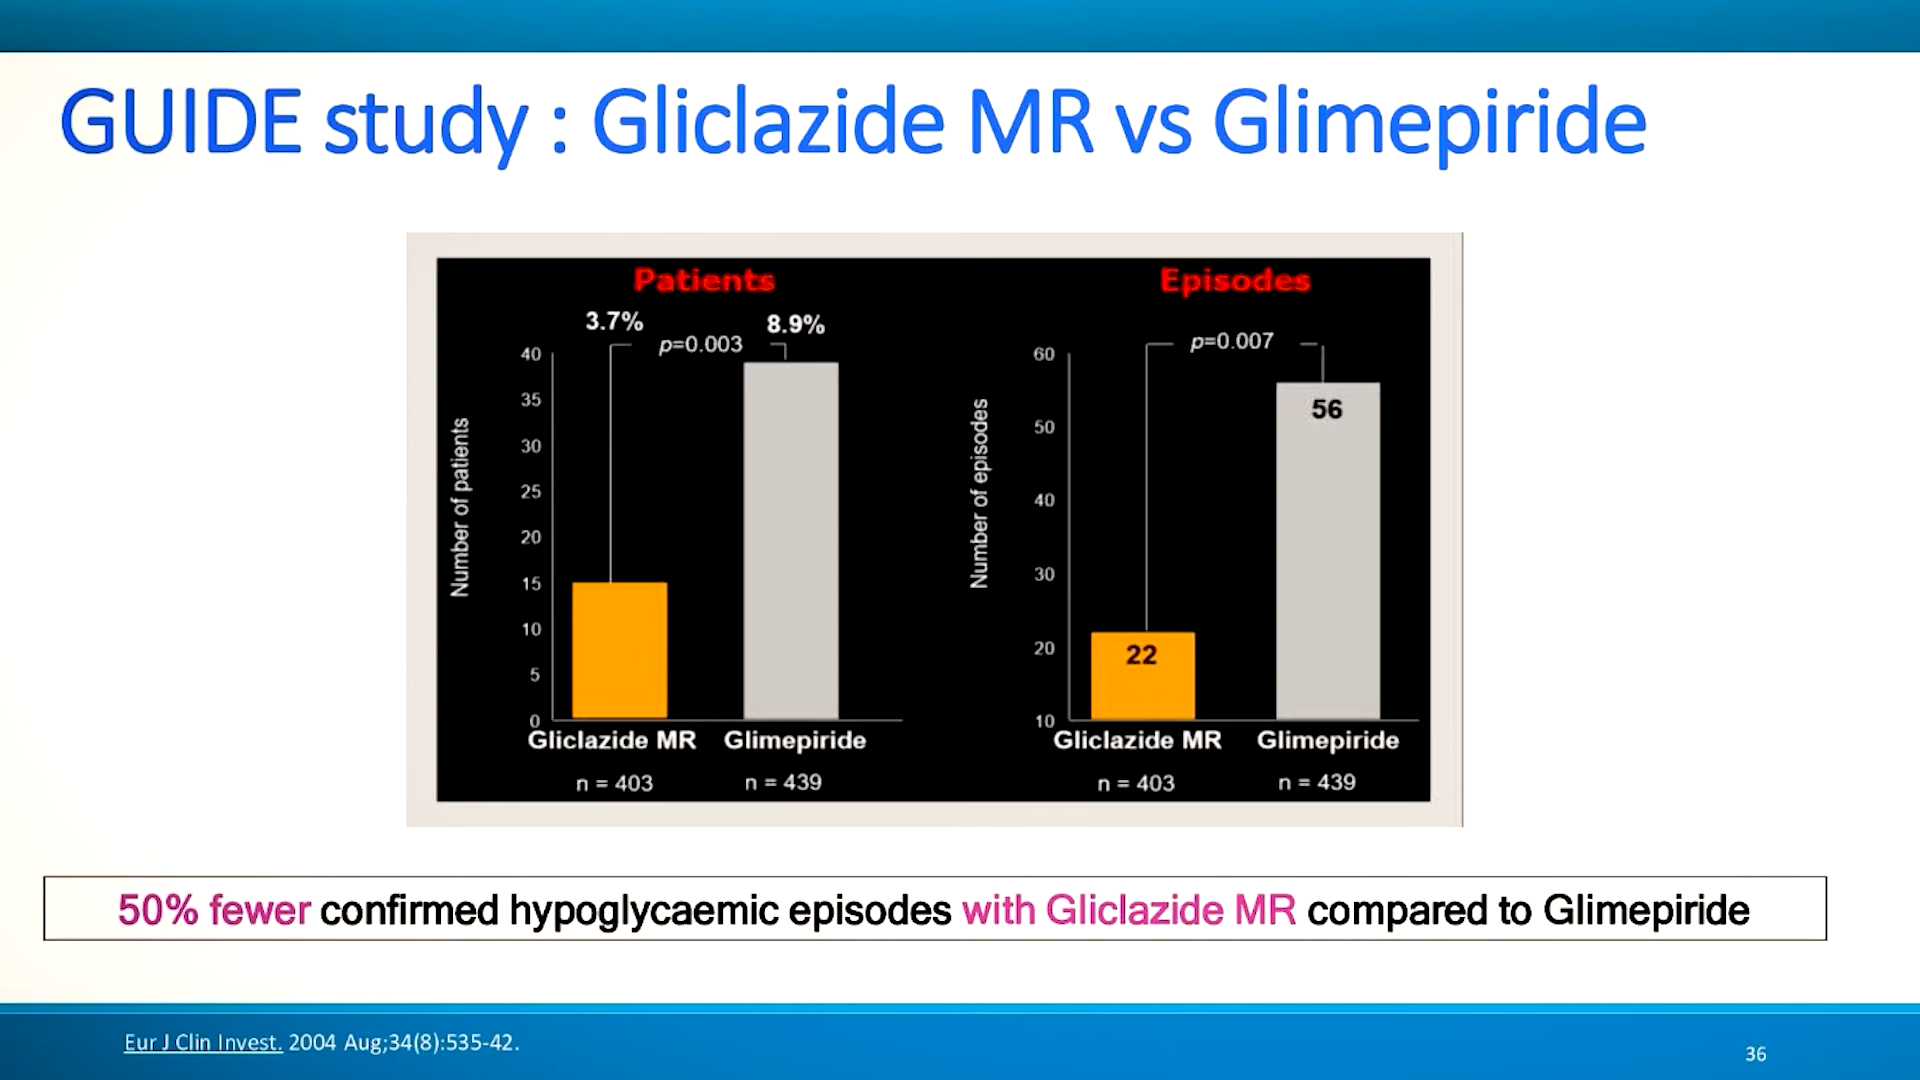 GUIDE study : Gliclazide MR vs Glimepiride
Patients
3.7%
p=0.003
8.9%
Number of patients
40
35
30
25
20
15
10
5
0
Gliclazide MR
Glimepiride
n = 403
n = 439
Episodes
p=0.007
Number of episodes
60
50
40
30
20
10
56
22
Gliclazide MR
Glimepiride
n = 403
n = 439
50% fewer confirmed hypoglycaemic episodes with Gliclazide MR compared to Glimepiride
Eur J Clin Invest. 2004 Aug;34(8):535-42.
36